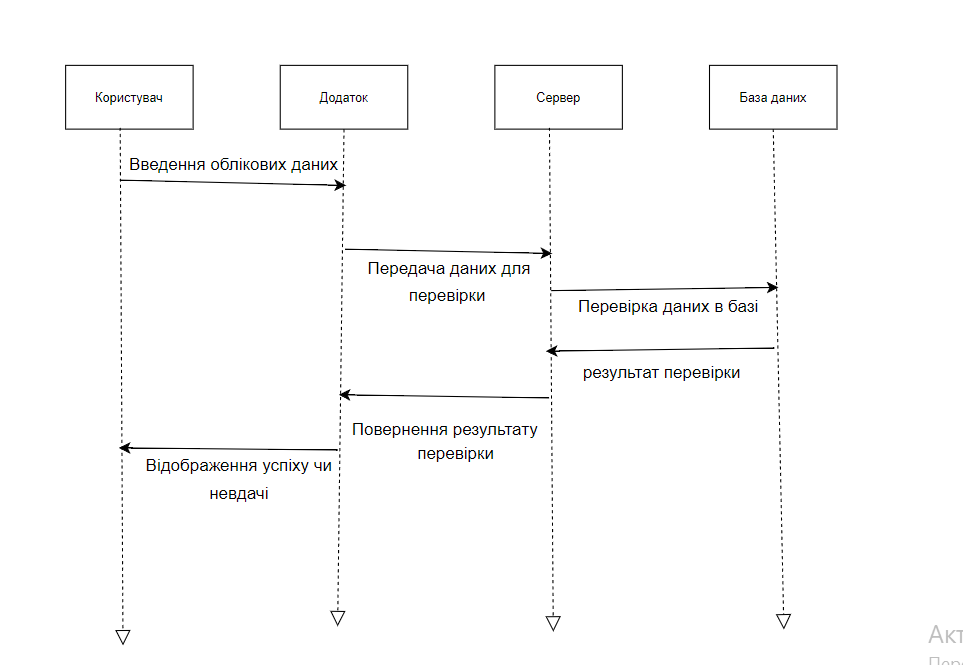 Користувач
Додаток
Сервер
База даних
Введення облікових даних
Передача даних для
перевірки
Перевірка даних в базі
результат перевірки
Повернення результату
перевірки
Відображення успіху чи
невдачі